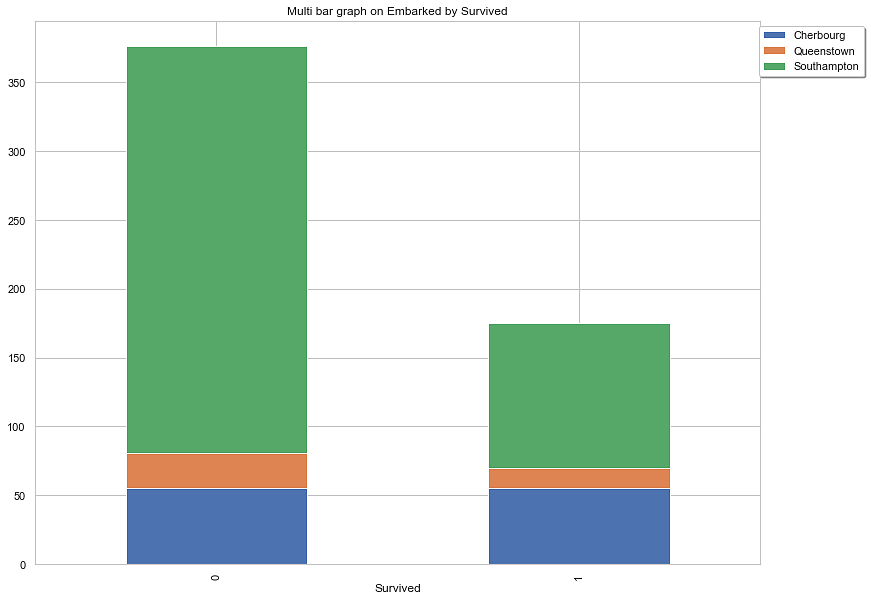 Multi bar graph on Embarked by Survived
Cherbourg
Queenstown
Southampton
350
300
250
200
150
100
50
0
0
1
Survived